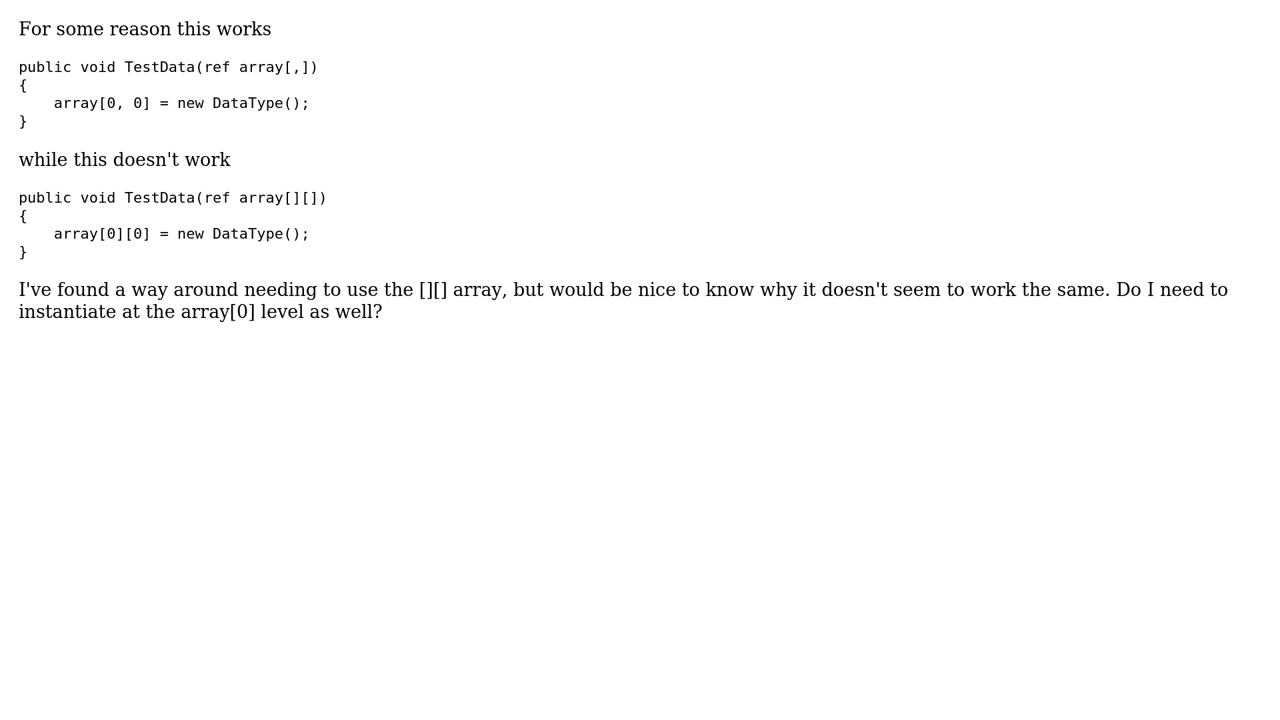 For some reason this works
public void TestData(ref array[,])
{
    array[0, 0] = new DataType();
}
while this doesn't work
public void TestData(ref array[][])
{
    array[0][0] = new DataType();
}
I've found a way around needing to use the [][] array, but would be nice to know why it doesn't seem to work the same. Do I need to
instantiate at the array[0] level as well?